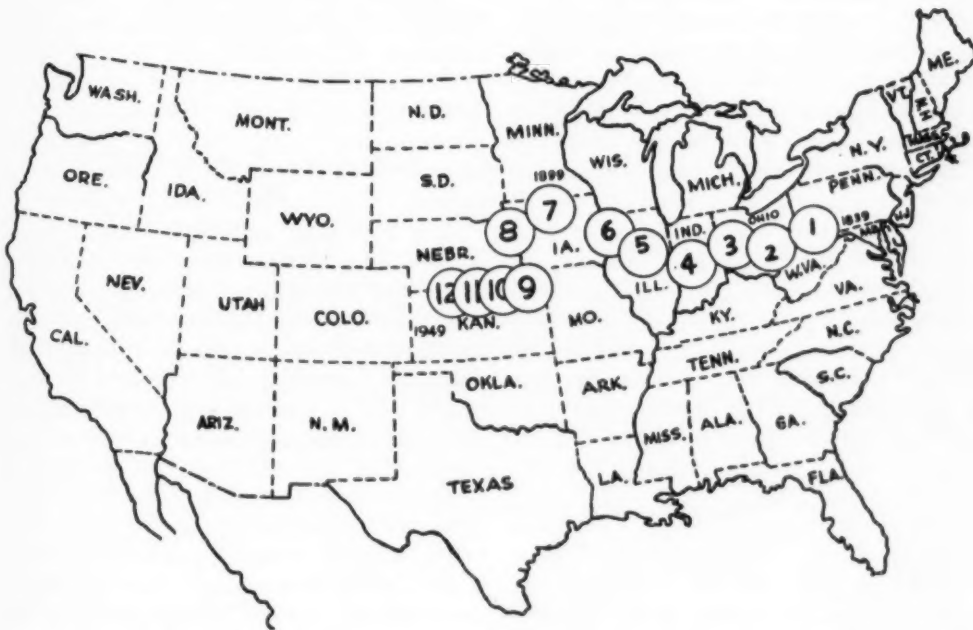 WASH.
MONT.
N.D.
MINN.
ME.
VT.
N.H.
MASS.
CT.
N.Y.
ORE.
IDA.
WYO.
S.D.
WIS.
MICH.
PENN.
N.J.
1899
7
8
6
5
4
3
2
1
1839
OHIO
IND.
NEBR.
IA.
ILL.
W.VA.
VA.
NEV.
UTAH
COLO.
12
11
10
9
1949
KAN.
MO.
KY.
CAL.
N.C.
TENN.
S.C.
ARIZ.
N.M.
OKLA.
ARK.
MISS.
ALA.
GA.
TEXAS
LA.
FLA.